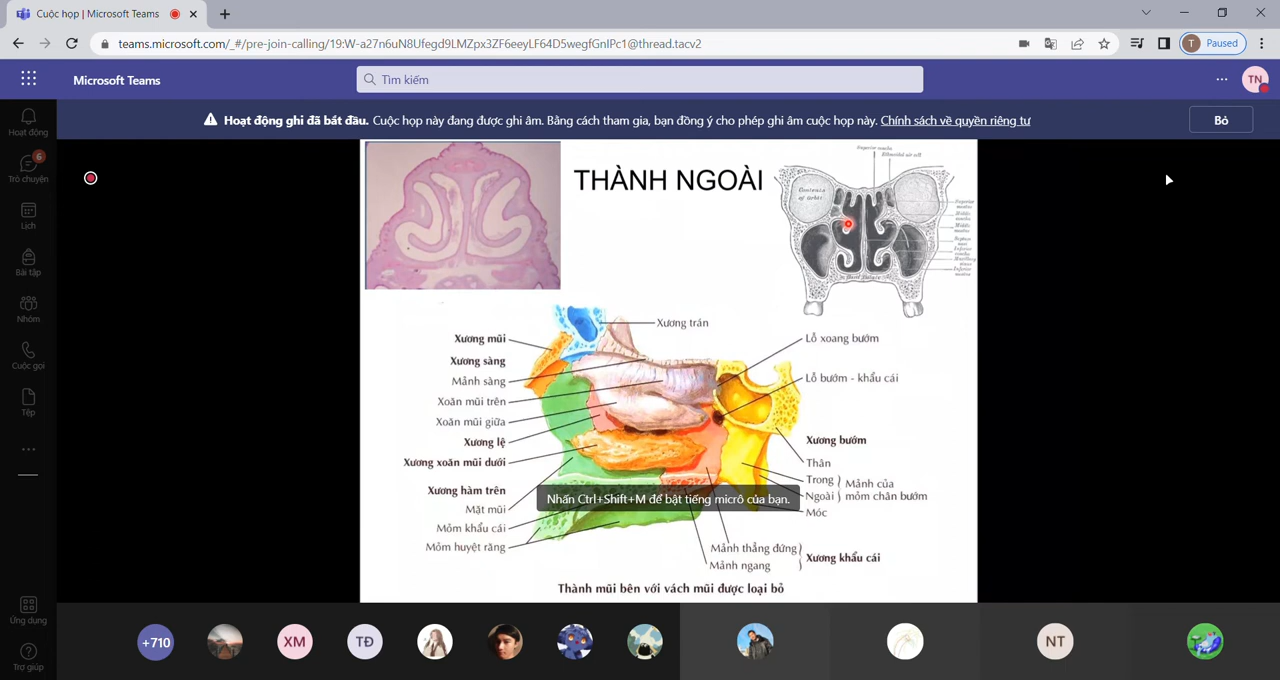 Cuộc họp | Microsoft Teams
teams.microsoft.com/_#/pre-join-calling/19:W-a27n6uN8Ufegd9LMZpx3ZF6eeyLF64D5wegfGnIPc1@thread.tacv2
T Paused
Microsoft Teams
Tìm kiếm
TN
Hoạt động ghi đã bắt đầu. Cuộc họp này đang được ghi âm. Bằng cách tham gia, bạn đồng ý cho phép ghi âm cuộc họp này. Chính sách về quyền riêng tư
Bỏ
Hoạt động
6
Trò chuyện
Lịch
Bài tập
Nhóm
Cuộc gọi
Tệp
Ứng dụng
Trợ giúp
THÀNH NGOÀI
Contents
of Orbit
Xương trán
Xương mũi
Xương sàng
Mảnh sàng
Xoăn mũi trên
Xoăn mũi giữa
Xương lệ
Xương xoăn mũi dưới
Xương hàm trên
Mặt mũi
Mỏm khẩu cái
Mỏm huyệt răng
Lỗ xoang bướm
Lỗ bướm - khẩu cái
Xương bướm
Thân
Trong
Ngoài
Mảnh của
mỏm chân bướm
Móc
Nhấn Ctrl+Shift+M để bật tiếng micrô của bạn.
Mảnh thẳng đứng
Mảnh ngang
Xương khẩu cái
Thành mũi bên với vách mũi được loại bỏ
+710
XM
TĐ
NT